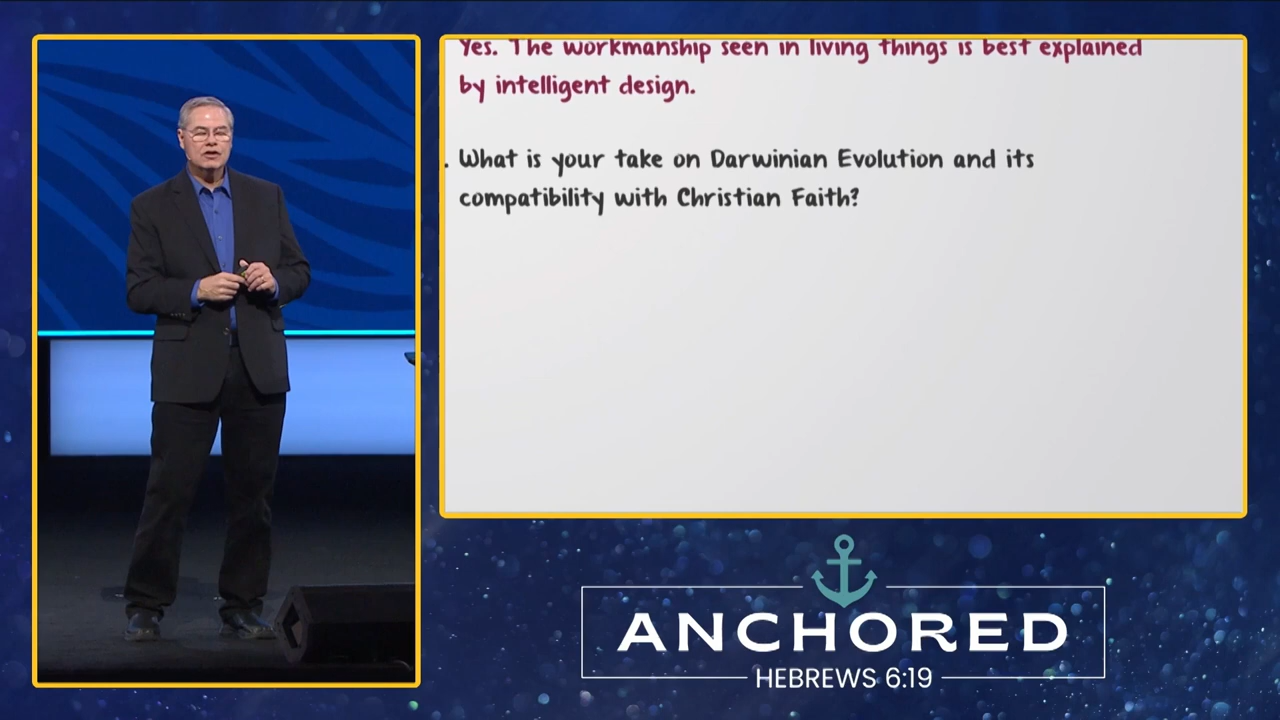 Yes. The workmanship seen in living things is best explained
by intelligent design.
. What is your take on Darwinian Evolution and its
compatibility with Christian Faith?
ANCHORED
HEBREWS 6:19